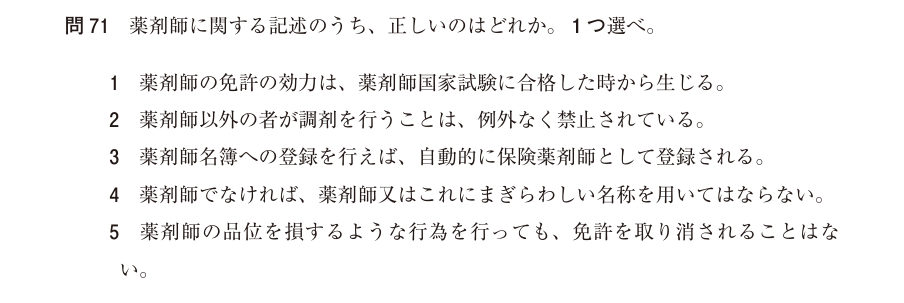 問 71　薬剤師に関する記述のうち、正しいのはどれか。1つ選べ。
1　薬剤師の免許の効力は、薬剤師国家試験に合格した時から生じる。
2　薬剤師以外の者が調剤を行うことは、例外なく禁止されている。
3　薬剤師名簿への登録を行えば、自動的に保険薬剤師として登録される。
4　薬剤師でなければ、薬剤師又はこれにまぎらわしい名称を用いてはならない。
5　薬剤師の品位を損するような行為を行っても、免許を取り消されることはな
い。